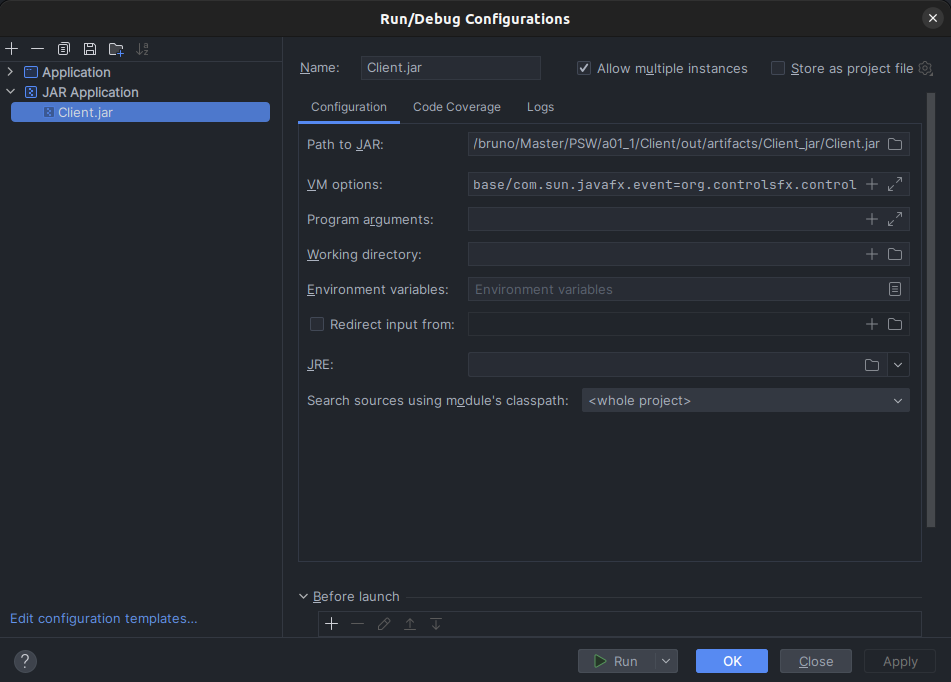 Run/Debug Configurations
Application
JAR Application
Client.jar
Edit configuration templates...
Name: Client.jar
Allow multiple instances
Store as project file
Configuration Code Coverage Logs
Path to JAR: /bruno/Master/PSW/a01_1/Client/out/artifacts/Client_jar/Client.jar
VM options: base/com.sun.javafx.event=org.controlsfx.control
Program arguments:
Working directory:
Environment variables: Environment variables
Redirect input from:
JRE:
Search sources using module's classpath: <whole project>
Before launch
? Run OK Close Apply